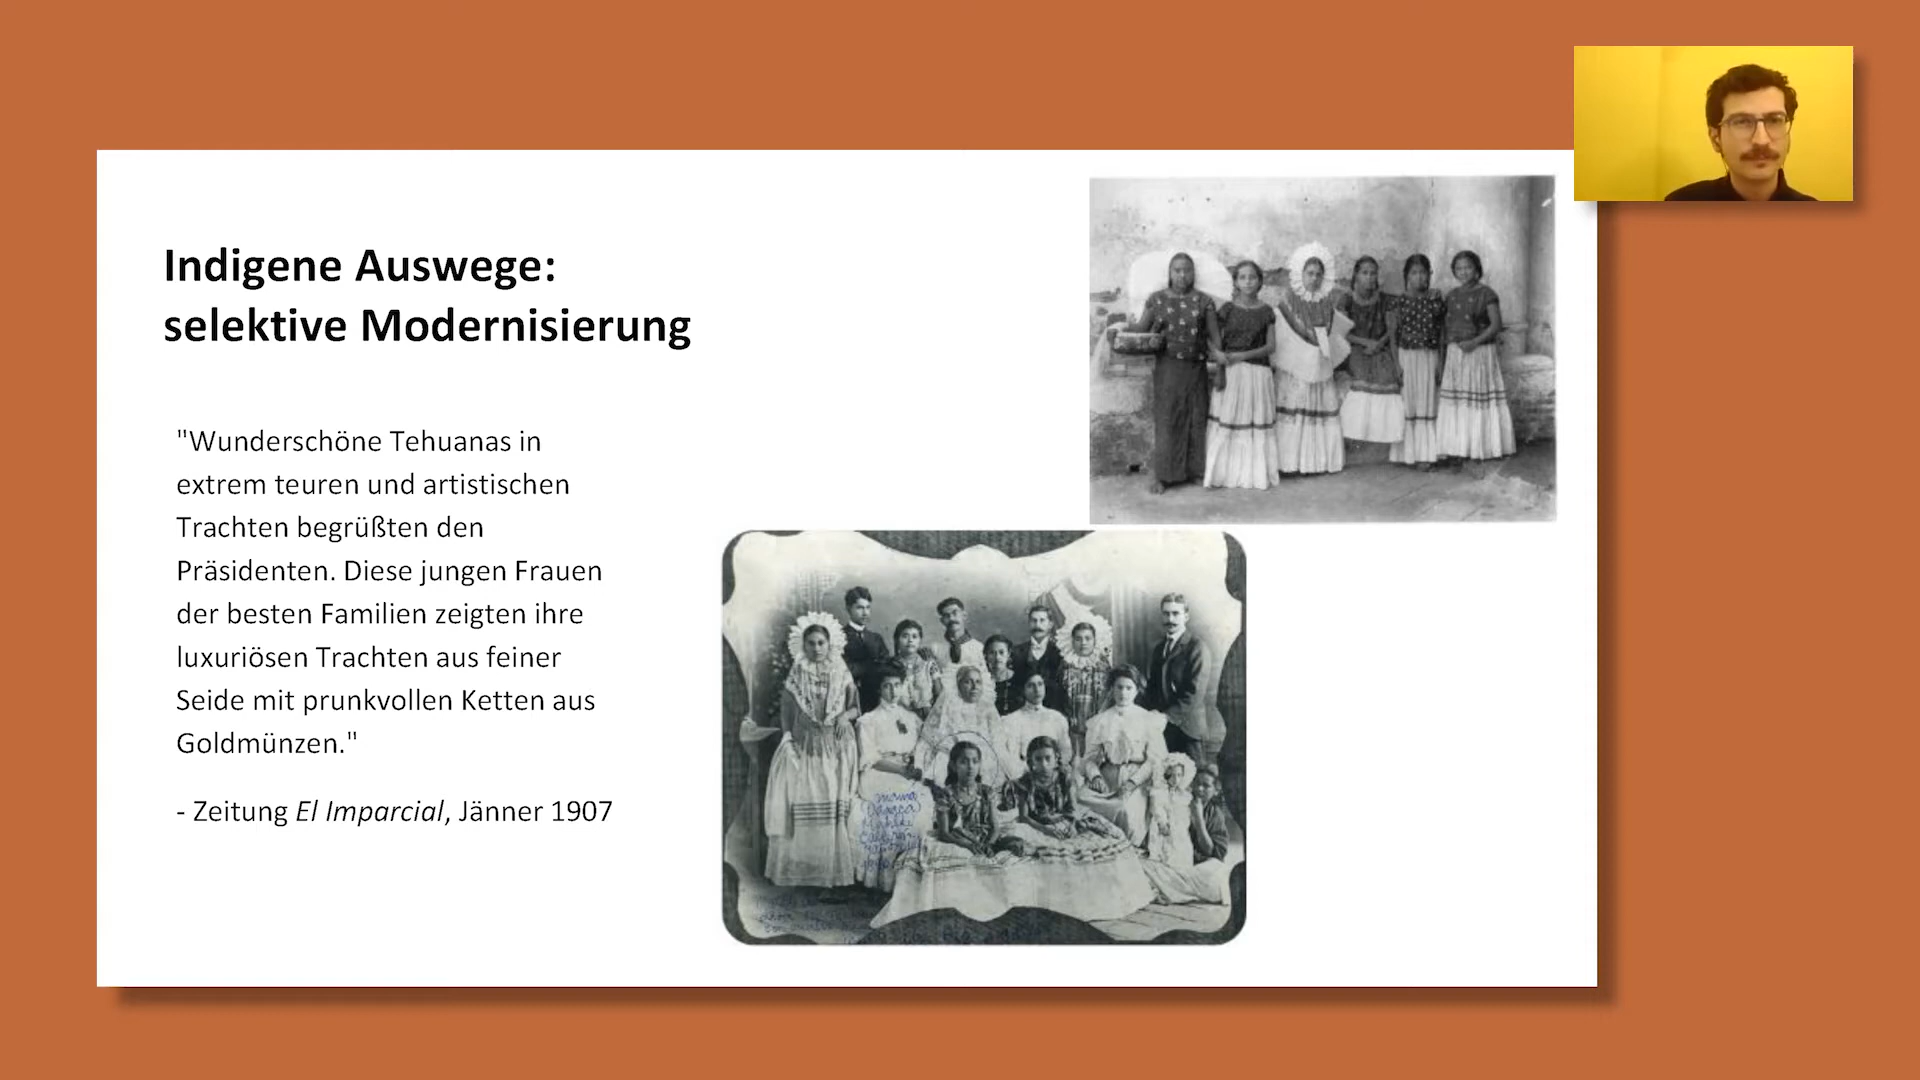 Indigene Auswege:
selektive Modernisierung
"Wunderschöne Tehuanas in
extrem teuren und artistischen
Trachten begrüßten den
Präsidenten. Diese jungen Frauen
der besten Familien zeigten ihre
luxuriösen Trachten aus feiner
Seide mit prunkvollen Ketten aus
Goldmünzen."
- Zeitung El Imparcial, Jänner 1907
mamá